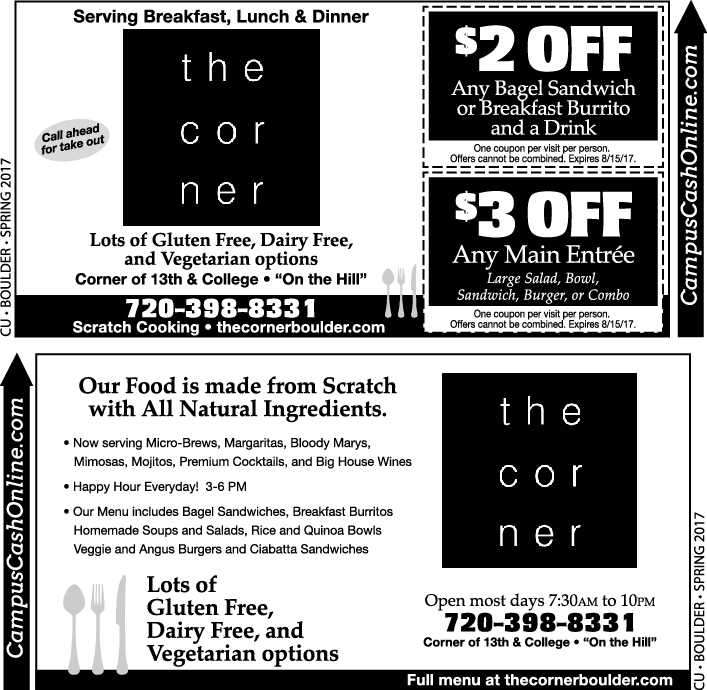 Serving Breakfast, Lunch & Dinner
the
cor
ner
Call ahead
for take out
Lots of Gluten Free, Dairy Free,
and Vegetarian options
Corner of 13th & College • “On the Hill”
720-398-8331
Scratch Cooking • thecornerboulder.com
$2 OFF
Any Bagel Sandwich
or Breakfast Burrito
and a Drink
One coupon per visit per person.
Offers cannot be combined. Expires 8/15/17.
$3 OFF
Any Main Entrée
Large Salad, Bowl,
Sandwich, Burger, or Combo
One coupon per visit per person.
Offers cannot be combined. Expires 8/15/17.
CU • BOULDER • SPRING 2017
CampusCashOnline.com
CampusCashOnline.com
Our Food is made from Scratch
with All Natural Ingredients.
• Now serving Micro-Brews, Margaritas, Bloody Marys,
Mimosas, Mojitos, Premium Cocktails, and Big House Wines
• Happy Hour Everyday! 3-6 PM
• Our Menu includes Bagel Sandwiches, Breakfast Burritos
Homemade Soups and Salads, Rice and Quinoa Bowls
Veggie and Angus Burgers and Ciabatta Sandwiches
Lots of
Gluten Free,
Dairy Free, and
Vegetarian options
the
cor
ner
Open most days 7:30AM to 10PM
720-398-8331
Corner of 13th & College • “On the Hill”
Full menu at thecornerboulder.com
CU • BOULDER • SPRING 2017